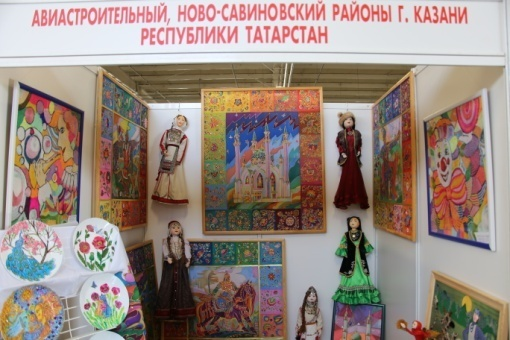 АВИАСТРОИТЕЛЬНЫЙ, НОВО-САВИНОВСКИЙ РАЙОНЫ Г. КАЗАНИ
РЕСПУБЛИКИ ТАТАРСТАН